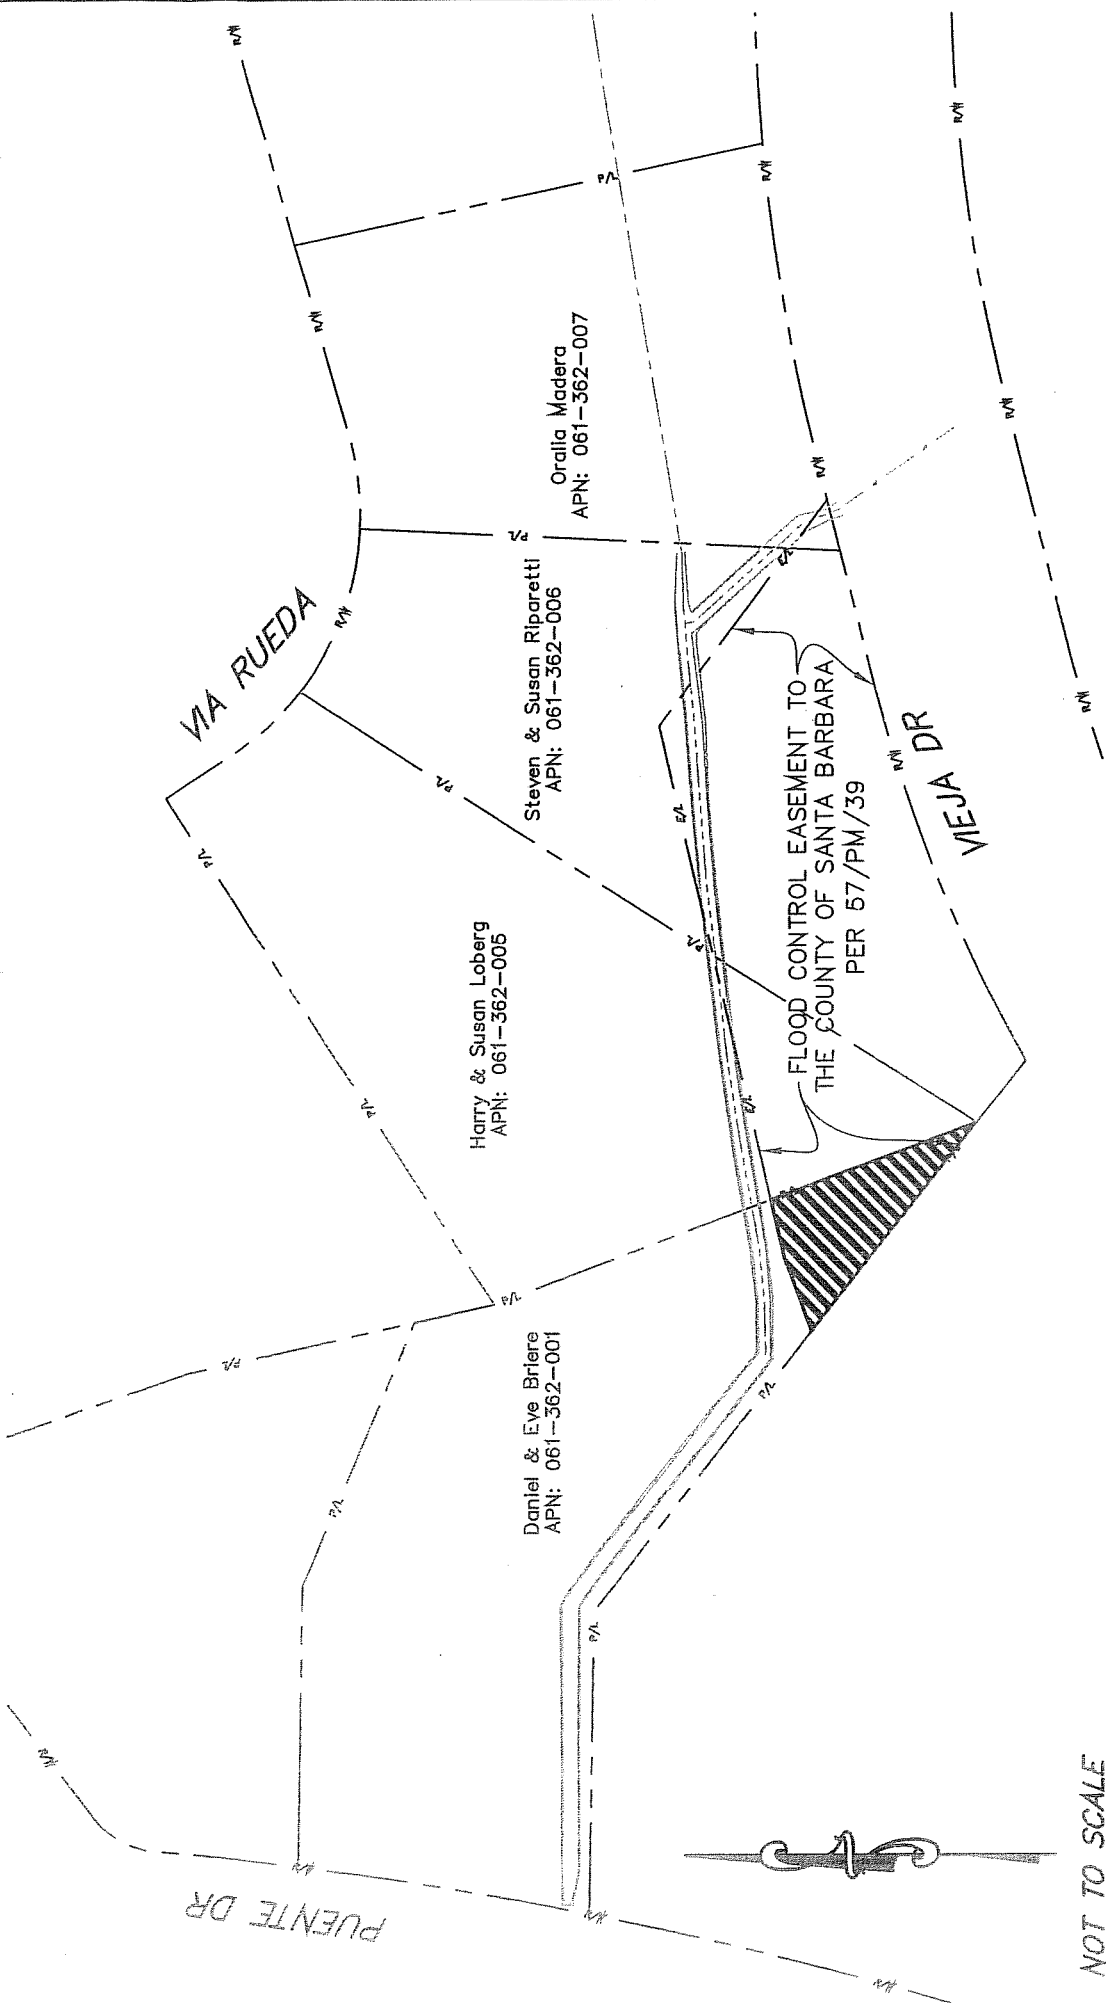 VIA RUEDA
Oralia Madera
APN: 061-362-007
Steven & Susan Riparetti
APN: 061-362-006
Harry & Susan Loberg
APN: 061-362-005
Daniel & Eve Briere
APN: 061-362-001
FLOOD CONTROL EASEMENT TO
THE COUNTY OF SANTA BARBARA
PER 57/PM/39
VIEJA DR
PUENTE DR
NOT TO SCALE
R/W
R/W
R/W
R/W
R/W
R/W
R/W
R/W
R/W
R/W
R/W
R/W
R/W
R/W
P/L
P/L
P/L
P/L
P/L
P/L
P/L
P/L
P/L
P/L
P/L
E/L
E/L
E/L